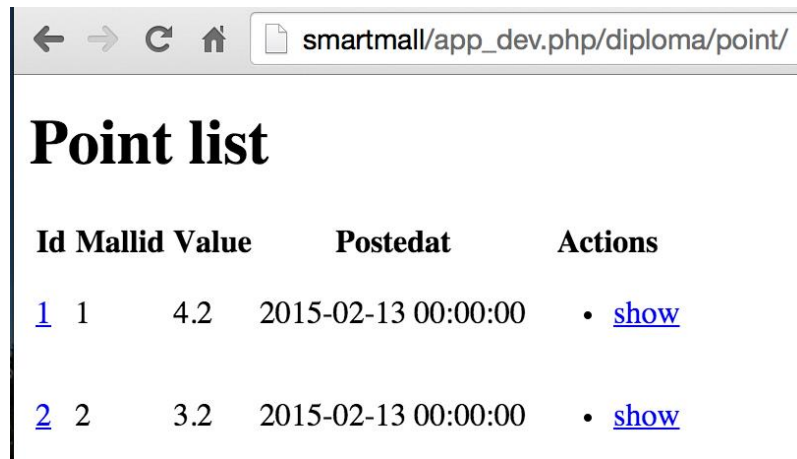 smartmall/app_dev.php/diploma/point/
Point list
Id Mallid Value Postedat Actions
1 1 4.2 2015-02-13 00:00:00 • show
2 2 3.2 2015-02-13 00:00:00 • show